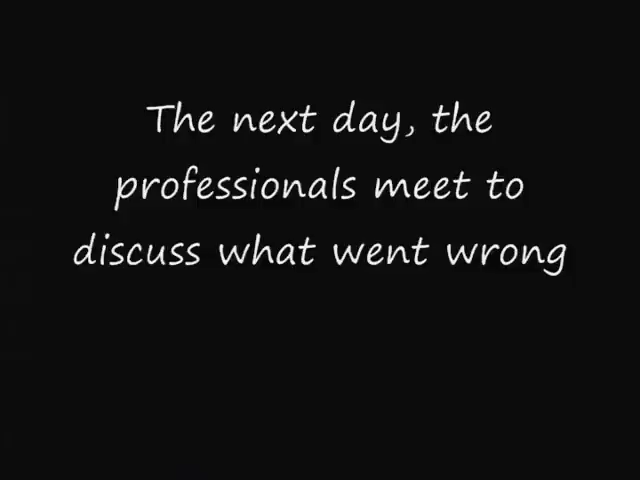 The next day, the
professionals meet to
discuss what went wrong